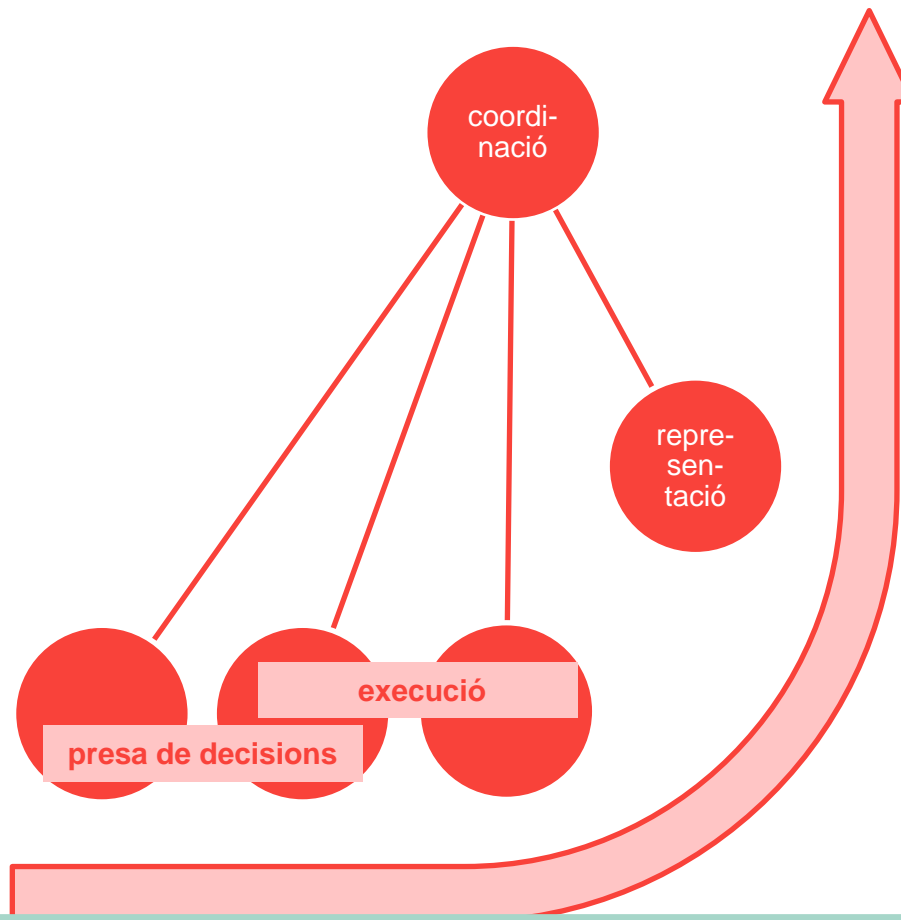 coordi-
nació
repre-
sen-
tació
execució
presa de decisions